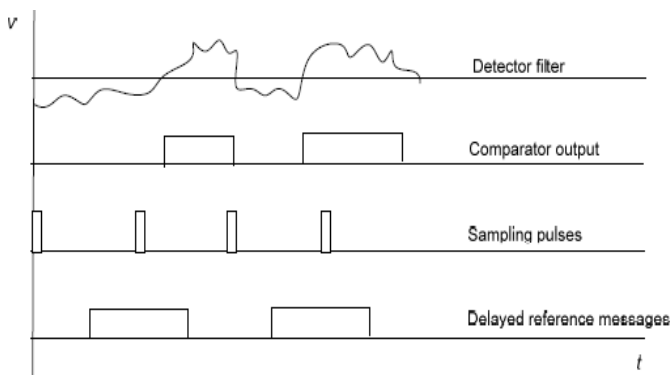 v
Detector filter
Comparator output
Sampling pulses
Delayed reference messages
t